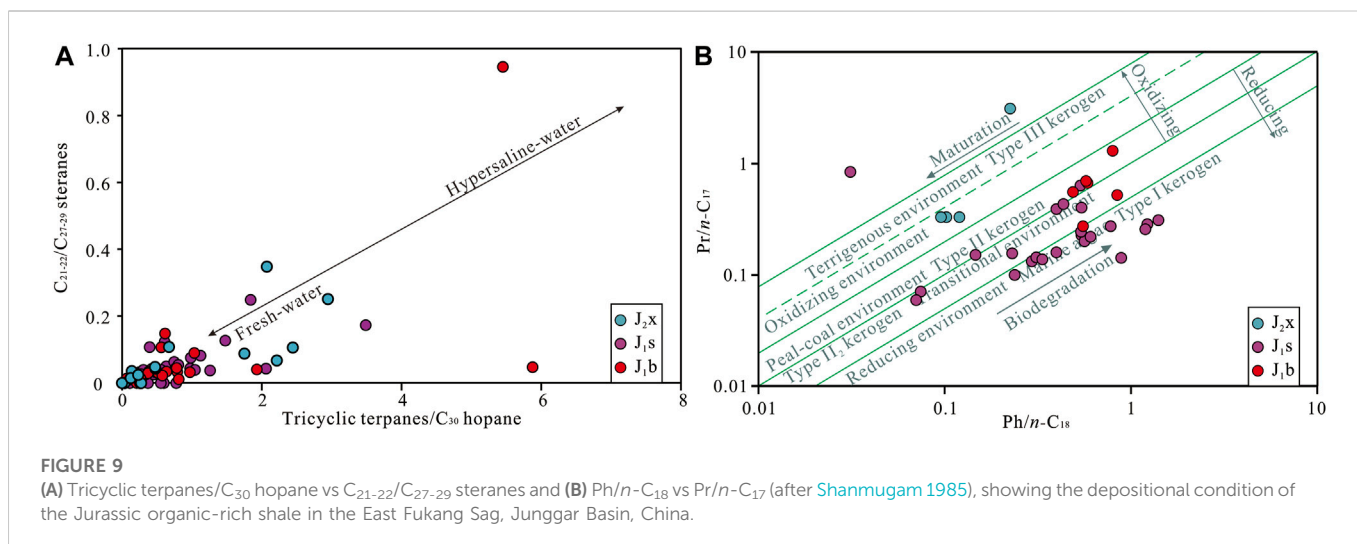 A
1.0
0.8
0.6
0.4
0.2
0
0
2
4
6
8
C₂₁₋₂₂/C₂₇₋₂₉ steranes
Tricyclic terpanes/C₃₀ hopane
Hypersaline-water
Fresh-water
J₂x
J₁s
J₁b
B
10
1
0.1
0.01
0.01
0.1
1
10
Pr/n-C₁₇
Ph/n-C₁₈
Oxidizing
Reducing
Maturation
Terrigenous environment Type III kerogen
Oxidizing environment
Peal-coal environment Type II kerogen
Type II₂ kerogen Transitional environment
Reducing environment Marine algae Type I kerogen
Biodegradation
J₂x
J₁s
J₁b
FIGURE 9
(A) Tricyclic terpanes/C₃₀ hopane vs C₂₁₋₂₂/C₂₇₋₂₉ steranes and (B) Ph/n-C₁₈ vs Pr/n-C₁₇ (after Shanmugam 1985), showing the depositional condition of
the Jurassic organic-rich shale in the East Fukang Sag, Junggar Basin, China.